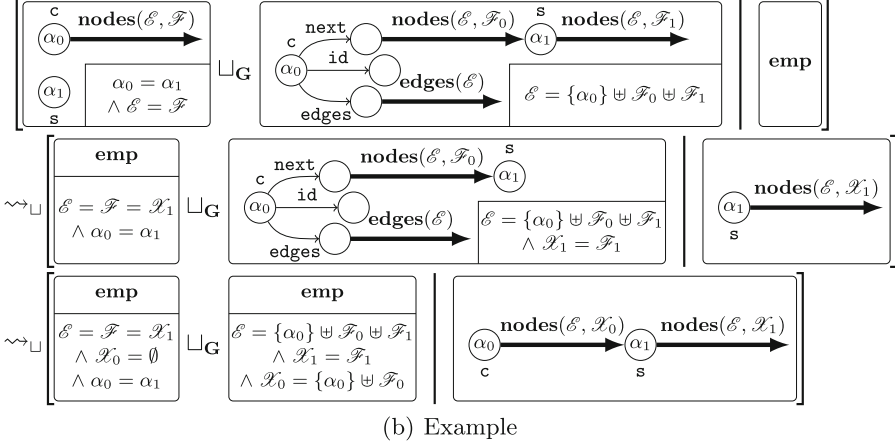 c nodes(ℰ, ℱ) next nodes(ℰ, ℱ₀) s nodes(ℰ, ℱ₁)
α₀ c α₁
α₀ id emp
α₁ α₀ = α₁ ⊔G edges(ℰ) ℰ = {α₀} ⊎ ℱ₀ ⊎ ℱ₁
s ∧ ℰ = ℱ edges
emp next nodes(ℰ, ℱ₀) s
c α₁ nodes(ℰ, 𝒳₁)
⇝⊔ ℰ = ℱ = 𝒳₁ ⊔G α₀ id edges(ℰ) ℰ = {α₀} ⊎ ℱ₀ ⊎ ℱ₁ α₁
∧ α₀ = α₁ edges ∧ 𝒳₁ = ℱ₁ s
emp emp
ℰ = ℱ = 𝒳₁ ℰ = {α₀} ⊎ ℱ₀ ⊎ ℱ₁ nodes(ℰ, 𝒳₀) nodes(ℰ, 𝒳₁)
⇝⊔ ∧ 𝒳₀ = ∅ ⊔G ∧ 𝒳₁ = ℱ₁ α₀ α₁
∧ α₀ = α₁ ∧ 𝒳₀ = {α₀} ⊎ ℱ₀ c s
(b) Example